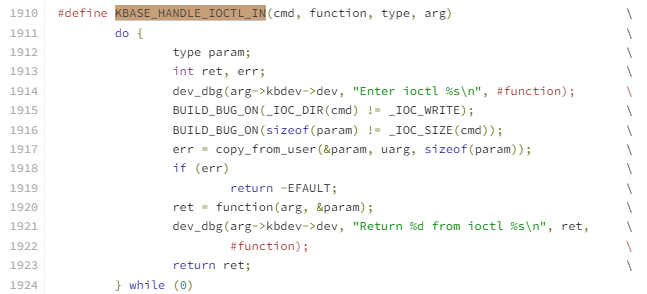 1910 #define KBASE_HANDLE_IOCTL_IN(cmd, function, type, arg) \
1911 do { \
1912 type param; \
1913 int ret, err; \
1914 dev_dbg(arg->kbdev->dev, "Enter ioctl %s\n", #function); \
1915 BUILD_BUG_ON(_IOC_DIR(cmd) != _IOC_WRITE); \
1916 BUILD_BUG_ON(sizeof(param) != _IOC_SIZE(cmd)); \
1917 err = copy_from_user(&param, uarg, sizeof(param)); \
1918 if (err) \
1919 return -EFAULT; \
1920 ret = function(arg, &param); \
1921 dev_dbg(arg->kbdev->dev, "Return %d from ioctl %s\n", ret, \
1922 #function); \
1923 return ret; \
1924 } while (0)